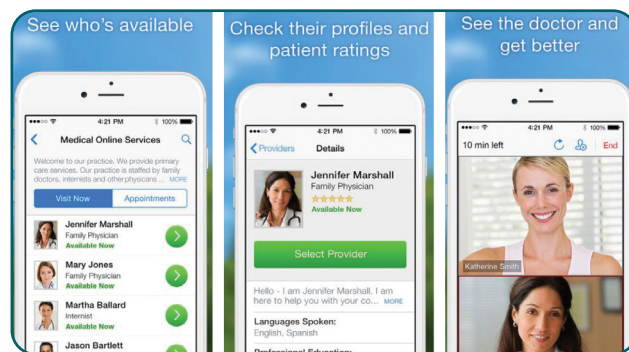 See who's available
4:21 PM
100%
Medical Online Services
Welcome to our practice. We provide primary
care services. Our practice is staffed by family
doctors, internists and other physicians ... MORE
Visit Now
Appointments
Jennifer Marshall
Family Physician
Available Now
Mary Jones
Family Physician
Available Now
Martha Ballard
Internist
Available Now
Jason Bartlett
Check their profiles and
patient ratings
4:21 PM
100%
Providers
Details
Jennifer Marshall
Family Physician
Available Now
Select Provider
Hello - I am Jennifer Marshall, I am
here to help you with your co... MORE
Languages Spoken:
English, Spanish
Professional Education:
See the doctor and
get better
4:21 PM
100%
10 min left
End
Katherine Smith